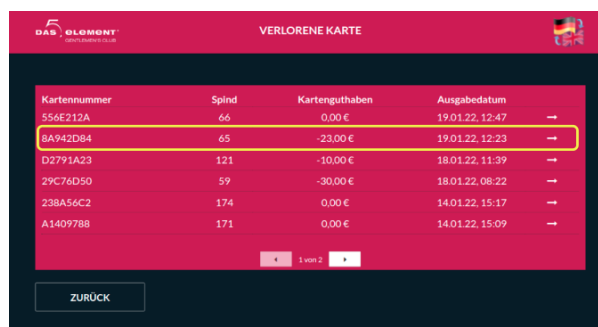 DAS 5. ELEMENT
GENTLEMEN'S CLUB
VERLORENE KARTE
Kartennummer Spind Kartenguthaben Ausgabedatum
556E212A 66 0,00 € 19.01.22, 12:47 →
8A942D84 65 -23,00 € 19.01.22, 12:23 →
D2791A23 121 -10,00 € 18.01.22, 11:39 →
29C76D50 59 -30,00 € 18.01.22, 08:22 →
238A56C2 174 0,00 € 14.01.22, 15:17 →
A1409788 171 0,00 € 14.01.22, 15:09 →
1 von 2
ZURÜCK